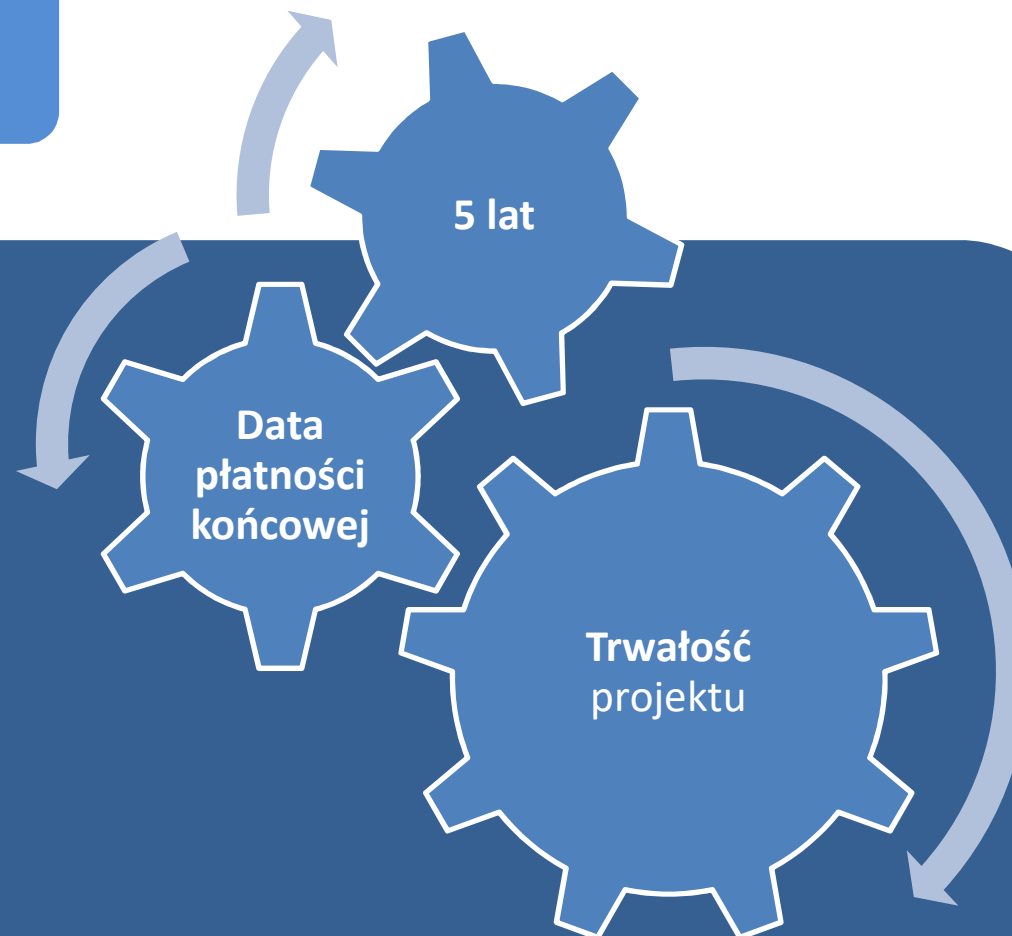 5 lat
Data
płatności
końcowej
Trwałość
projektu